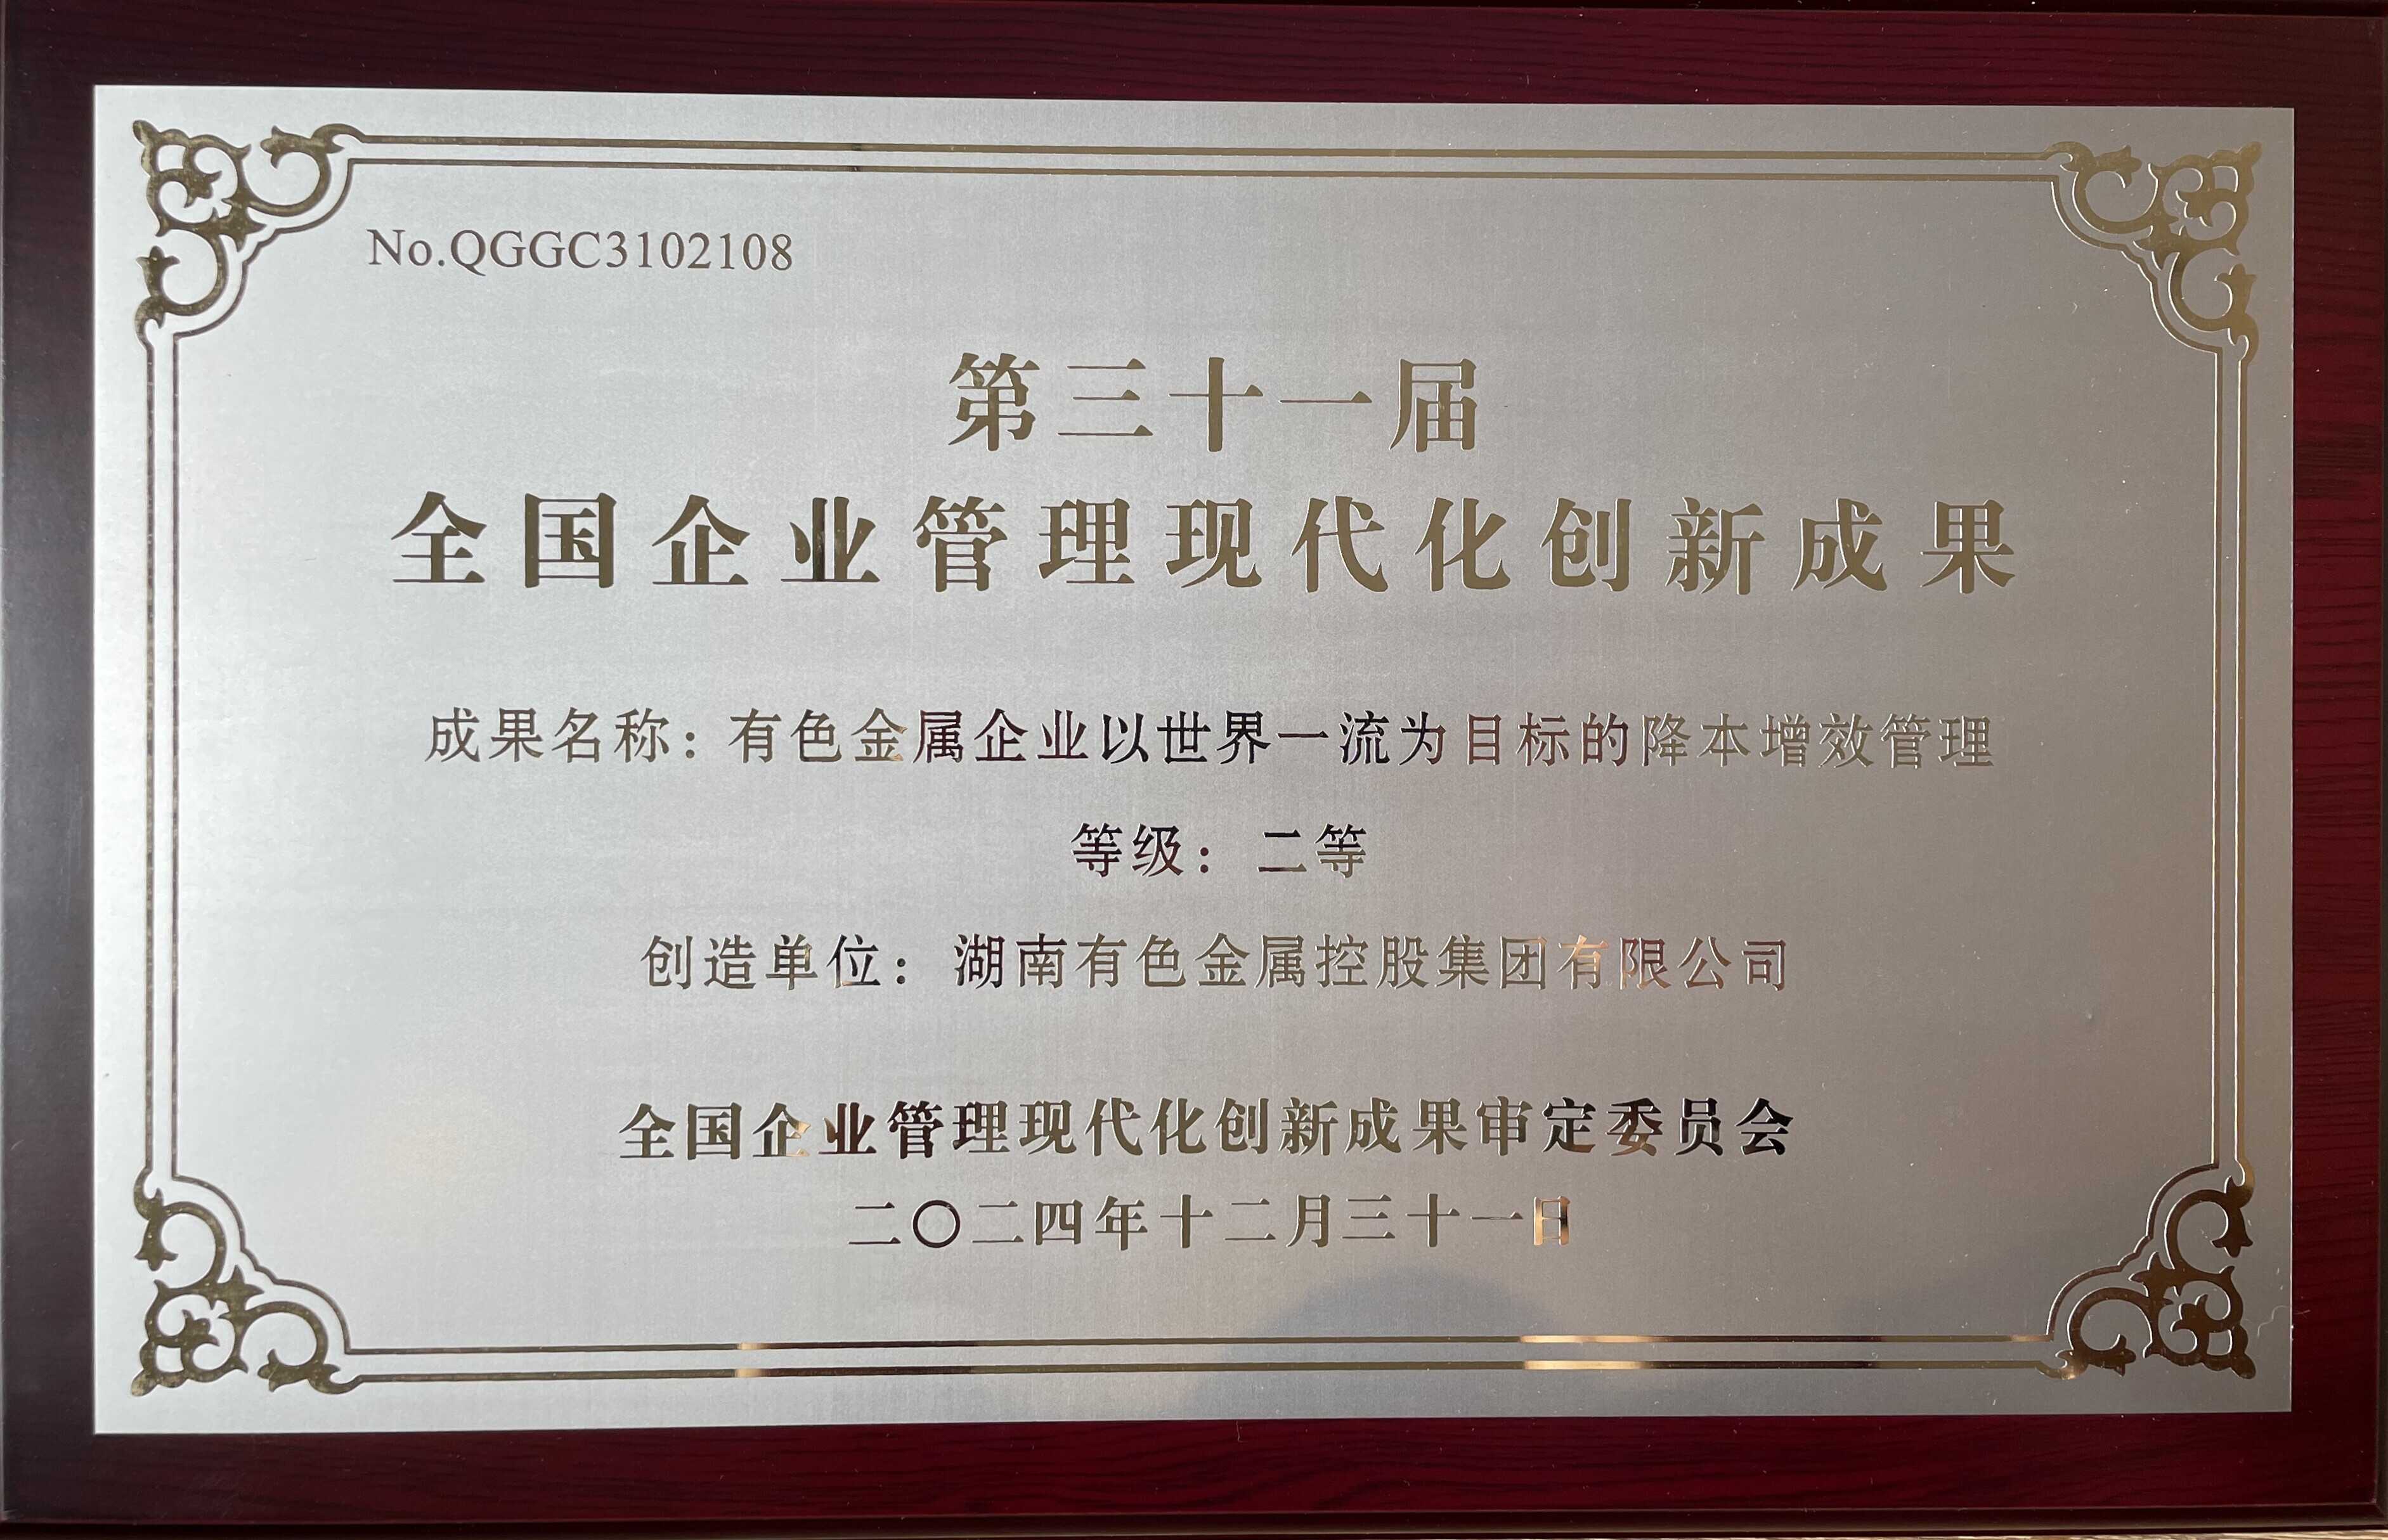 No.QGGC3102108
第三十一届
全国企业管理现代化创新成果
成果名称：有色金属企业以世界一流为目标的降本增效管理
等级：二等
创造单位：湖南有色金属控股集团有限公司
全国企业管理现代化创新成果审定委员会
二〇二四年十二月三十一日